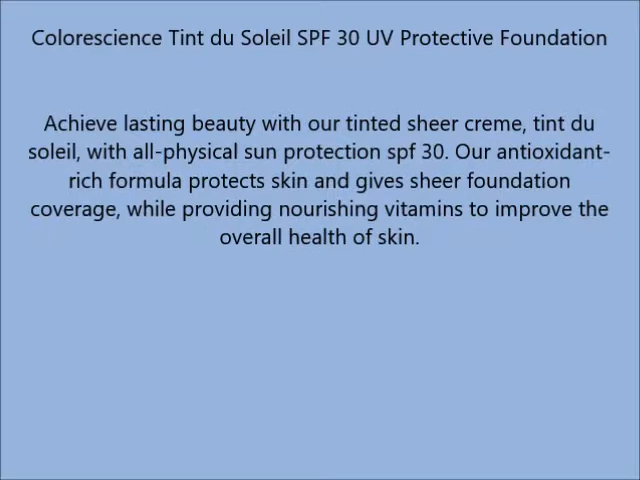 Colorescience Tint du Soleil SPF 30 UV Protective Foundation
Achieve lasting beauty with our tinted sheer creme, tint du
soleil, with all-physical sun protection spf 30. Our antioxidant-
rich formula protects skin and gives sheer foundation
coverage, while providing nourishing vitamins to improve the
overall health of skin.